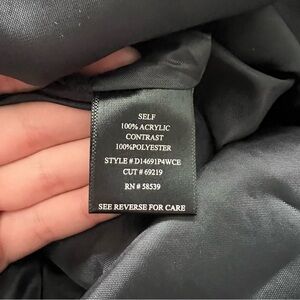 SELF
100% ACRYLIC
CONTRAST
100%POLYESTER
STYLE # D14691P4WCE
CUT # 69219
RN # 58539
SEE REVERSE FOR CARE